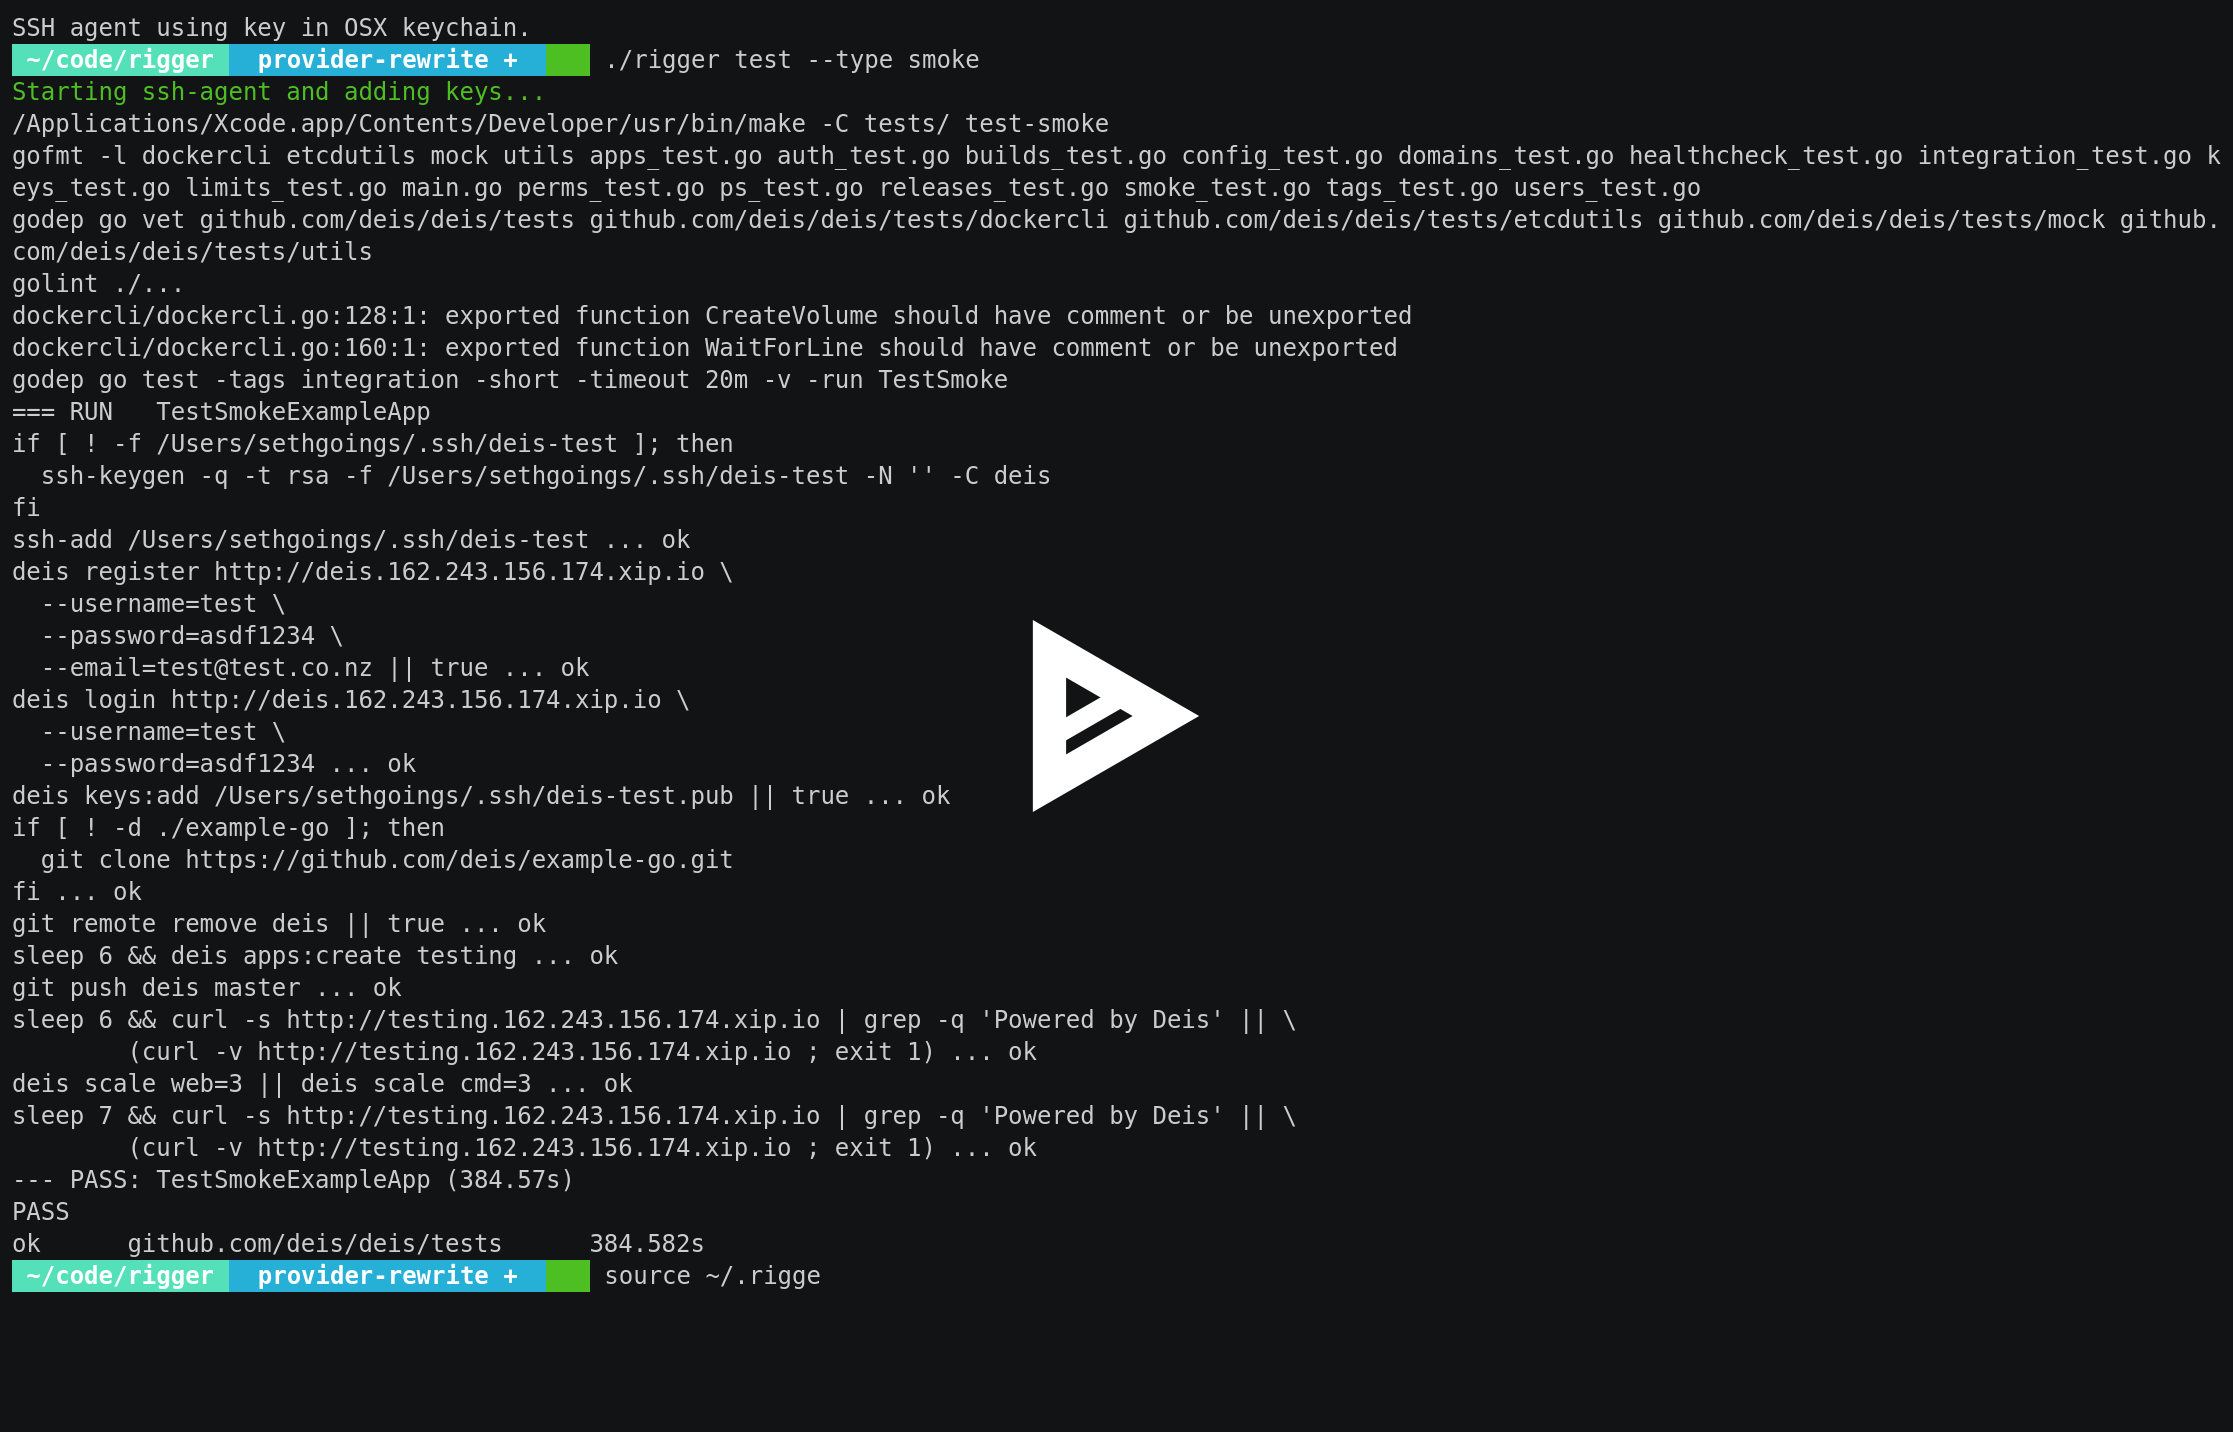 SSH agent using key in OSX keychain.
~/code/rigger provider-rewrite + ./rigger test --type smoke
Starting ssh-agent and adding keys...
/Applications/Xcode.app/Contents/Developer/usr/bin/make -C tests/ test-smoke
gofmt -l dockercli etcdutils mock utils apps_test.go auth_test.go builds_test.go config_test.go domains_test.go healthcheck_test.go integration_test.go k
eys_test.go limits_test.go main.go perms_test.go ps_test.go releases_test.go smoke_test.go tags_test.go users_test.go
godep go vet github.com/deis/deis/tests github.com/deis/deis/tests/dockercli github.com/deis/deis/tests/etcdutils github.com/deis/deis/tests/mock github.
com/deis/deis/tests/utils
golint ./...
dockercli/dockercli.go:128:1: exported function CreateVolume should have comment or be unexported
dockercli/dockercli.go:160:1: exported function WaitForLine should have comment or be unexported
godep go test -tags integration -short -timeout 20m -v -run TestSmoke
=== RUN   TestSmokeExampleApp
if [ ! -f /Users/sethgoings/.ssh/deis-test ]; then
  ssh-keygen -q -t rsa -f /Users/sethgoings/.ssh/deis-test -N '' -C deis
fi
ssh-add /Users/sethgoings/.ssh/deis-test ... ok
deis register http://deis.162.243.156.174.xip.io \
  --username=test \
  --password=asdf1234 \
  --email=test@test.co.nz || true ... ok
deis login http://deis.162.243.156.174.xip.io \
  --username=test \
  --password=asdf1234 ... ok
deis keys:add /Users/sethgoings/.ssh/deis-test.pub || true ... ok
if [ ! -d ./example-go ]; then
  git clone https://github.com/deis/example-go.git
fi ... ok
git remote remove deis || true ... ok
sleep 6 && deis apps:create testing ... ok
git push deis master ... ok
sleep 6 && curl -s http://testing.162.243.156.174.xip.io | grep -q 'Powered by Deis' || \
        (curl -v http://testing.162.243.156.174.xip.io ; exit 1) ... ok
deis scale web=3 || deis scale cmd=3 ... ok
sleep 7 && curl -s http://testing.162.243.156.174.xip.io | grep -q 'Powered by Deis' || \
        (curl -v http://testing.162.243.156.174.xip.io ; exit 1) ... ok
--- PASS: TestSmokeExampleApp (384.57s)
PASS
ok      github.com/deis/deis/tests      384.582s
~/code/rigger provider-rewrite + source ~/.rigge